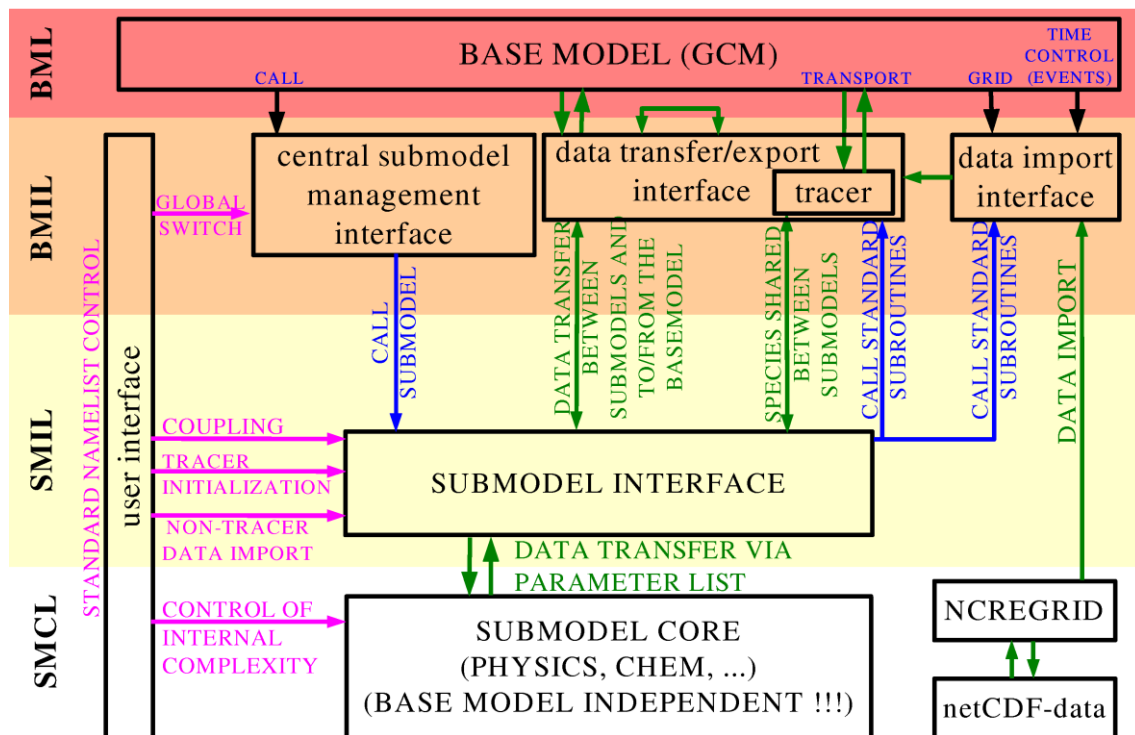 BML
BASE MODEL (GCM)
CALL
TRANSPORT
GRID
TIME
CONTROL
(EVENTS)
BMIL
central submodel
management
interface
data transfer/export
interface
tracer
data import
interface
GLOBAL
SWITCH
STANDARD NAMELIST CONTROL
user interface
CALL
SUBMODEL
DATA TRANSFER
BETWEEN
SUBMODELS AND
TO/FROM THE
BASEMODEL
SPECIES SHARED
BETWEEN
SUBMODELS
CALL STANDARD
SUBROUTINES
CALL STANDARD
SUBROUTINES
DATA IMPORT
SMIL
COUPLING
TRACER
INITIALIZATION
NON-TRACER
DATA IMPORT
SUBMODEL INTERFACE
DATA TRANSFER VIA
PARAMETER LIST
SMCL
CONTROL OF
INTERNAL
COMPLEXITY
SUBMODEL CORE
(PHYSICS, CHEM, ...)
(BASE MODEL INDEPENDENT !!!)
NCREGRID
netCDF-data